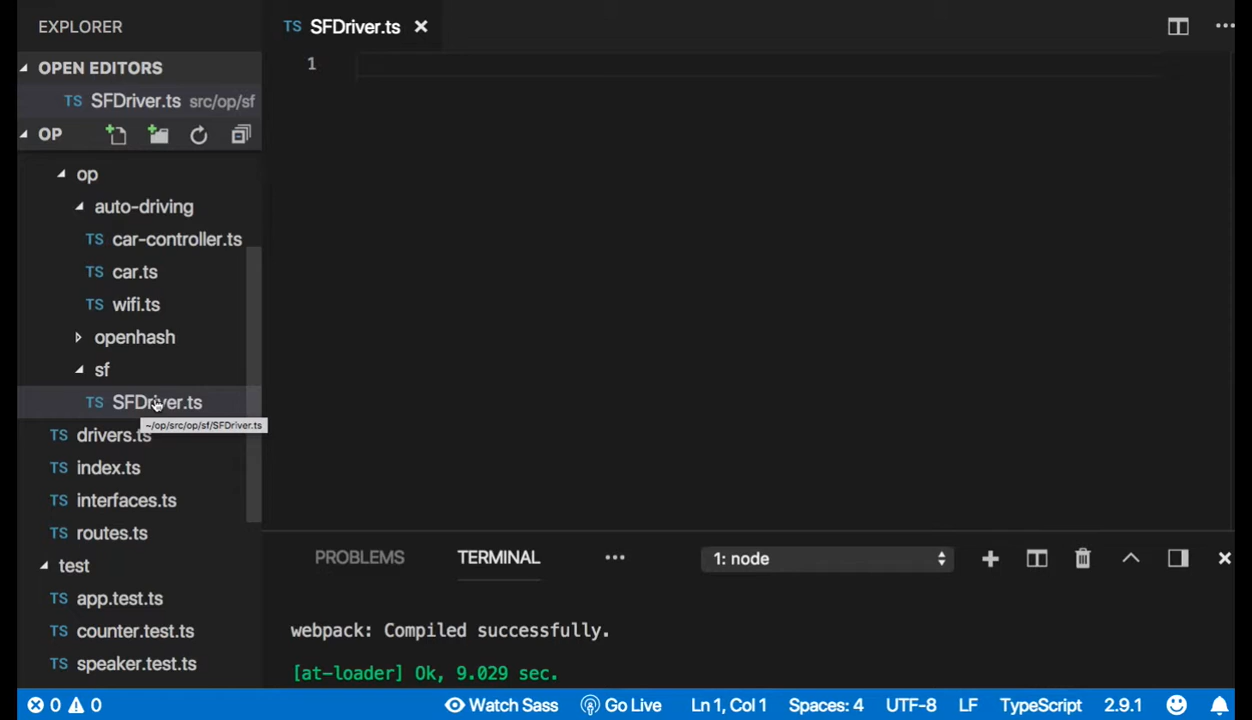 EXPLORER
TS SFDriver.ts ×
OPEN EDITORS
TS SFDriver.ts src/op/sf
OP
1
op
auto-driving
TS car-controller.ts
TS car.ts
TS wifi.ts
openhash
sf
TS SFDriver.ts
~/op/src/op/sf/SFDriver.ts
TS drivers.ts
TS index.ts
TS interfaces.ts
TS routes.ts
test
TS app.test.ts
TS counter.test.ts
TS speaker.test.ts
PROBLEMS TERMINAL ··· 1: node
webpack: Compiled successfully.
[at-loader] Ok, 9.029 sec.
0 0 Watch Sass Go Live Ln 1, Col 1 Spaces: 4 UTF-8 LF TypeScript 2.9.1